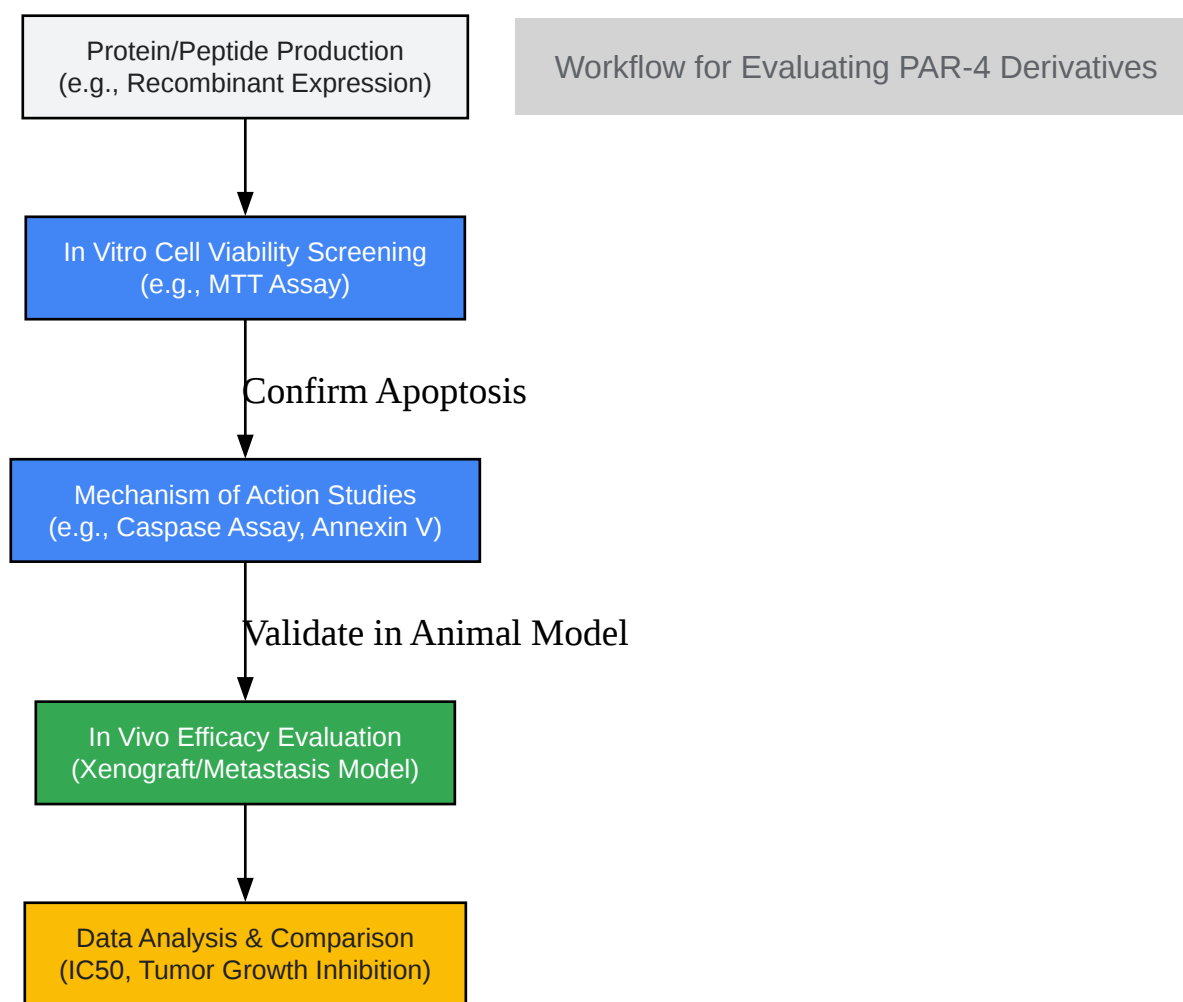 Protein/Peptide Production
(e.g., Recombinant Expression)
Workflow for Evaluating PAR-4 Derivatives
In Vitro Cell Viability Screening
(e.g., MTT Assay)
Confirm Apoptosis
Mechanism of Action Studies
(e.g., Caspase Assay, Annexin V)
Validate in Animal Model
In Vivo Efficacy Evaluation
(Xenograft/Metastasis Model)
Data Analysis & Comparison
(IC50, Tumor Growth Inhibition)